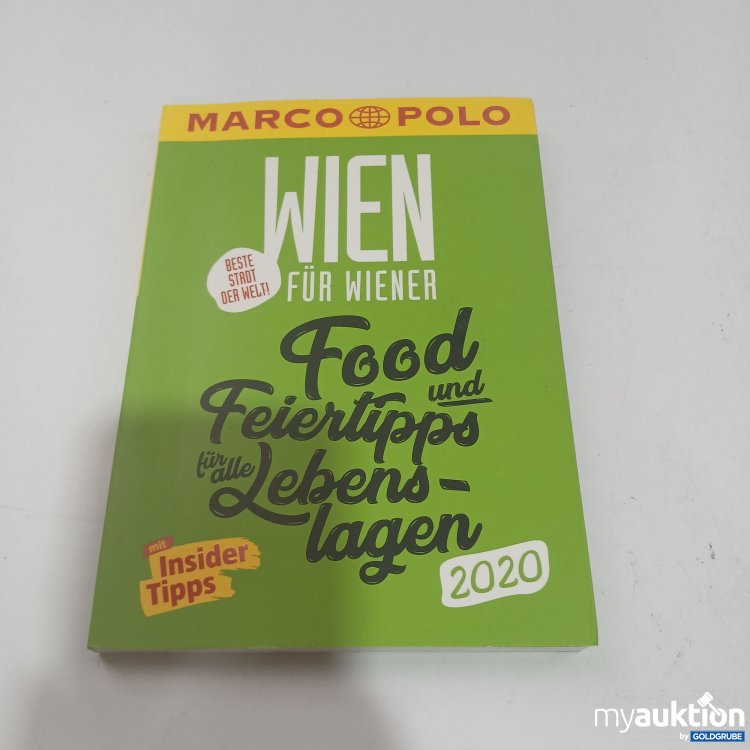 MARCO POLO
WIEN
BESTE
STADT
DER WELT!
FÜR WIENER
Food
und
Feiertipps
für alle
Lebens-
lagen
mit
Insider
Tipps
2020
myauktion
by GOLDGRUBE